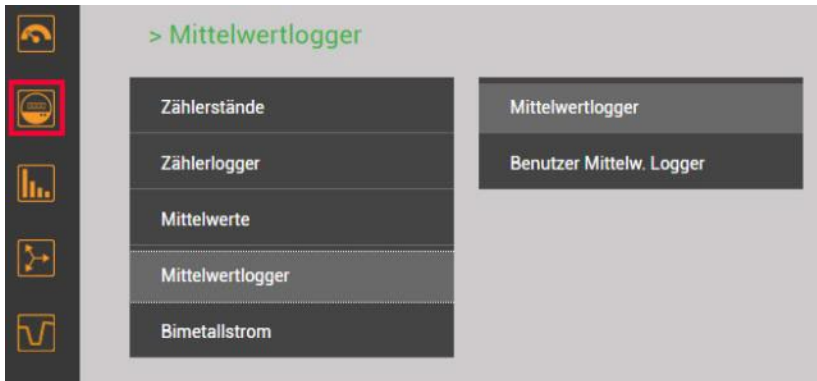 > Mittelwertlogger
Zählerstände
Zählerlogger
Mittelwerte
Mittelwertlogger
Bimetallstrom
Mittelwertlogger
Benutzer Mittelw. Logger